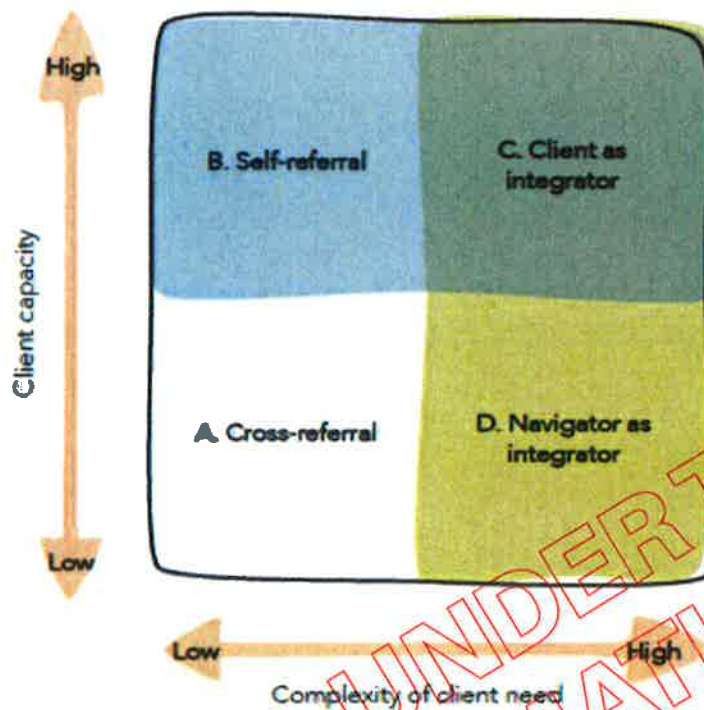 High
B. Self-referral
C. Client as
integrator
Client capacity
A Cross-referral
D. Navigator as
integrator
Low
Low
High
Complexity of client need
UNDER T